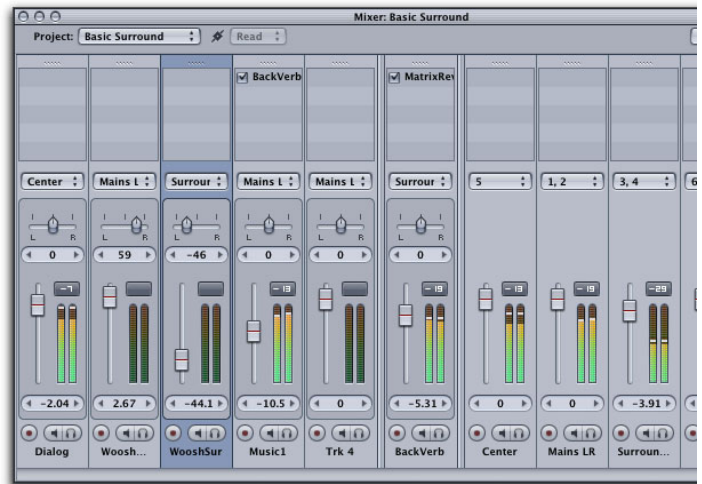 Mixer: Basic Surround
Project: Basic Surround Read
BackVerb MatrixRev
Center Mains L Surrour Mains L Mains L Surrour 5 1, 2 3, 4 6
L R L R L R L R L R L R
0 59 -46 0 0 0
-7 -13 -19 -13 -19 -29
-2.04 2.67 -44.1 -10.5 0 -5.31 0 0 -3.91
Dialog Woosh... WooshSur Music1 Trk 4 BackVerb Center Mains LR Surroun...